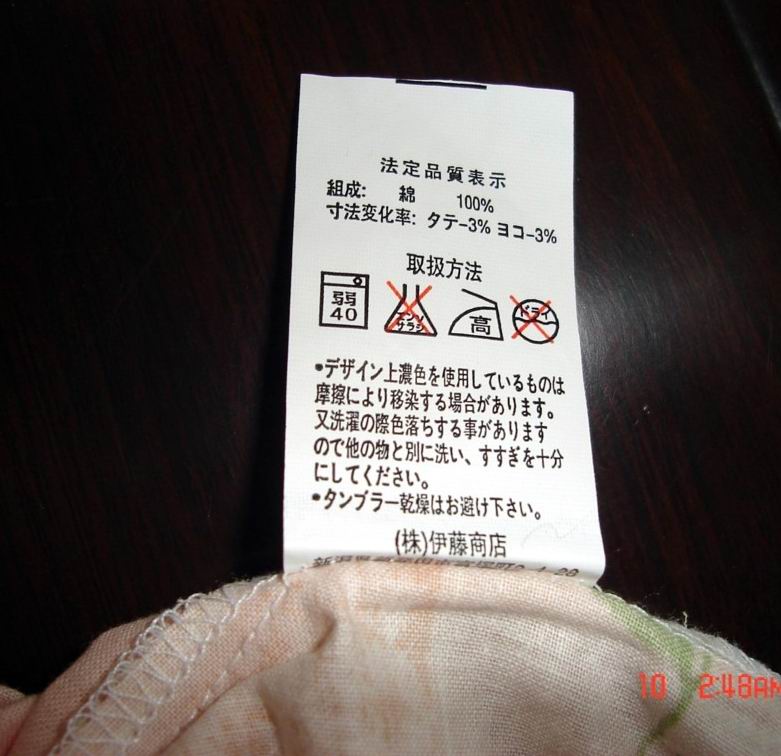 法定品質表示
組成: 綿 100%
寸法変化率: タテ-3% ヨコ-3%
取扱方法
弱
40
エンソ
サラシ
高
ドライ
•デザイン上濃色を使用しているものは
摩擦により移染する場合があります。
又洗濯の際色落ちする事があります
ので他の物と別に洗い、すすぎを十分
にしてください。
•タンブラー乾燥はお避け下さい。
(株)伊藤商店
10 2:48AM